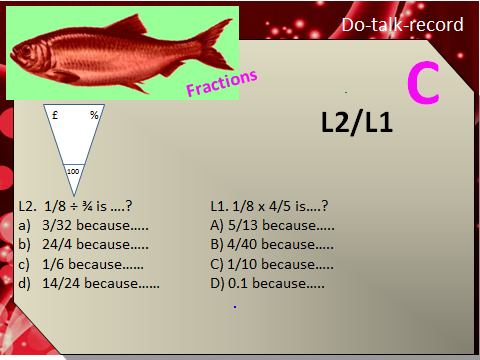 Do-talk-record
Fractions
C
£ %
100
L2/L1
L2. 1/8 ÷ ¾ is ....?
a) 3/32 because.....
b) 24/4 because.....
c) 1/6 because......
d) 14/24 because......
L1. 1/8 x 4/5 is....?
A) 5/13 because.....
B) 4/40 because.....
C) 1/10 because.....
D) 0.1 because.....